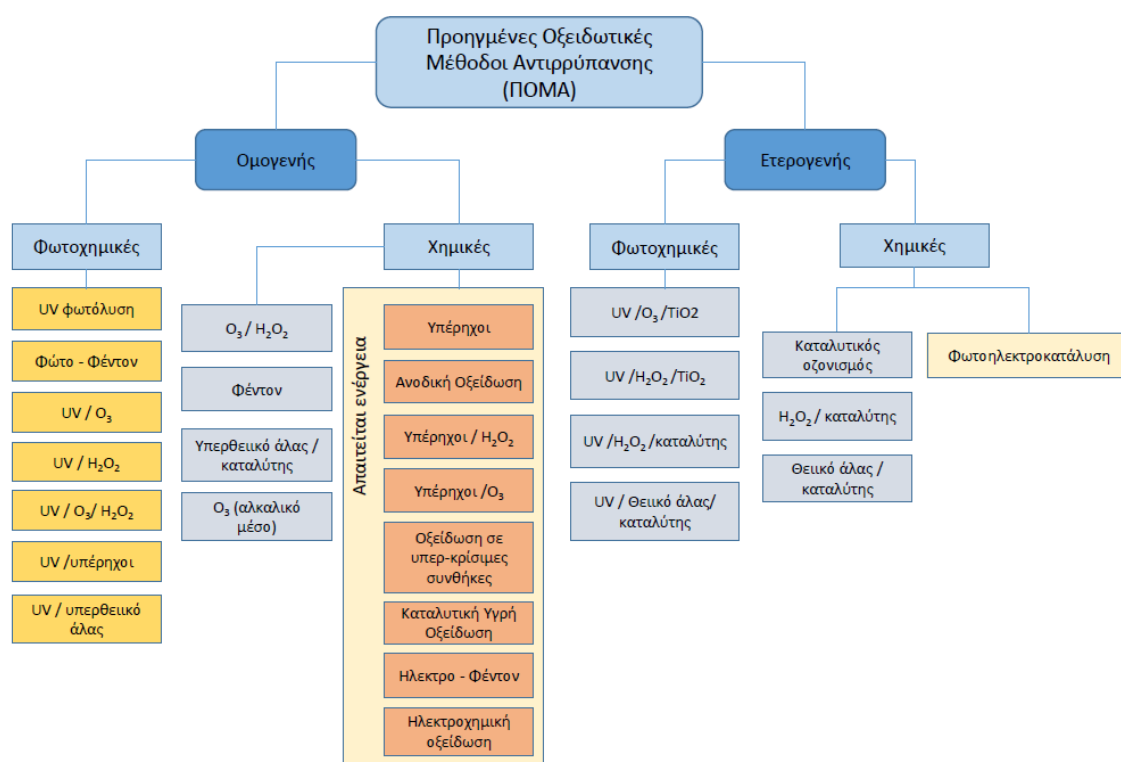 Προηγμένες Οξειδωτικές
Μέθοδοι Αντιρρύπανσης
(ΠΟΜΑ)
Ομογενής
Ετερογενής
Φωτοχημικές
Χημικές
Φωτοχημικές
Χημικές
UV φωτόλυση
Φώτο - Φέντον
UV / O₃
UV / H₂O₂
UV / O₃/ H₂O₂
UV /υπέρηχοι
UV / υπερθειικό
άλας
O₃ / H₂O₂
Φέντον
Υπερθειικό άλας /
καταλύτης
O₃ (αλκαλικό
μέσο)
Απαιτείται ενέργεια
Υπέρηχοι
Ανοδική Οξείδωση
Υπέρηχοι / H₂O₂
Υπέρηχοι /O₃
Οξείδωση σε
υπερ-κρίσιμες
συνθήκες
Καταλυτική Υγρή
Οξείδωση
Ηλεκτρο - Φέντον
Ηλεκτροχημική
οξείδωση
UV /O₃ /TiO2
UV /H₂O₂ /TiO₂
UV /H₂O₂ /καταλύτης
UV / Θειικό άλας/
καταλύτης
Καταλυτικός
οζονισμός
H₂O₂ / καταλύτης
Θειικό άλας /
καταλύτης
Φωτοηλεκτροκατάλυση